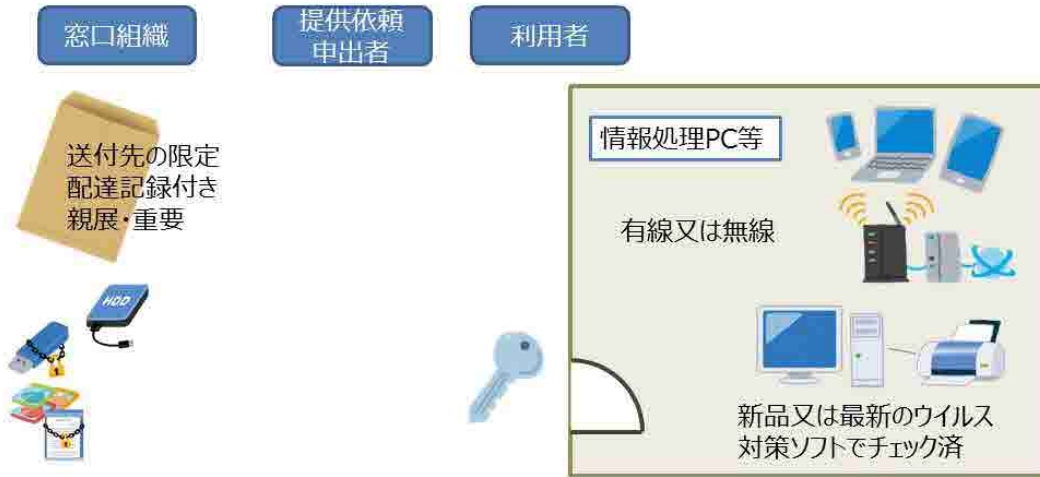 窓口組織
提供依頼
申出者
利用者
送付先の限定
配達記録付き
親展・重要
HDD
情報処理PC等
有線又は無線
新品又は最新のウイルス
対策ソフトでチェック済